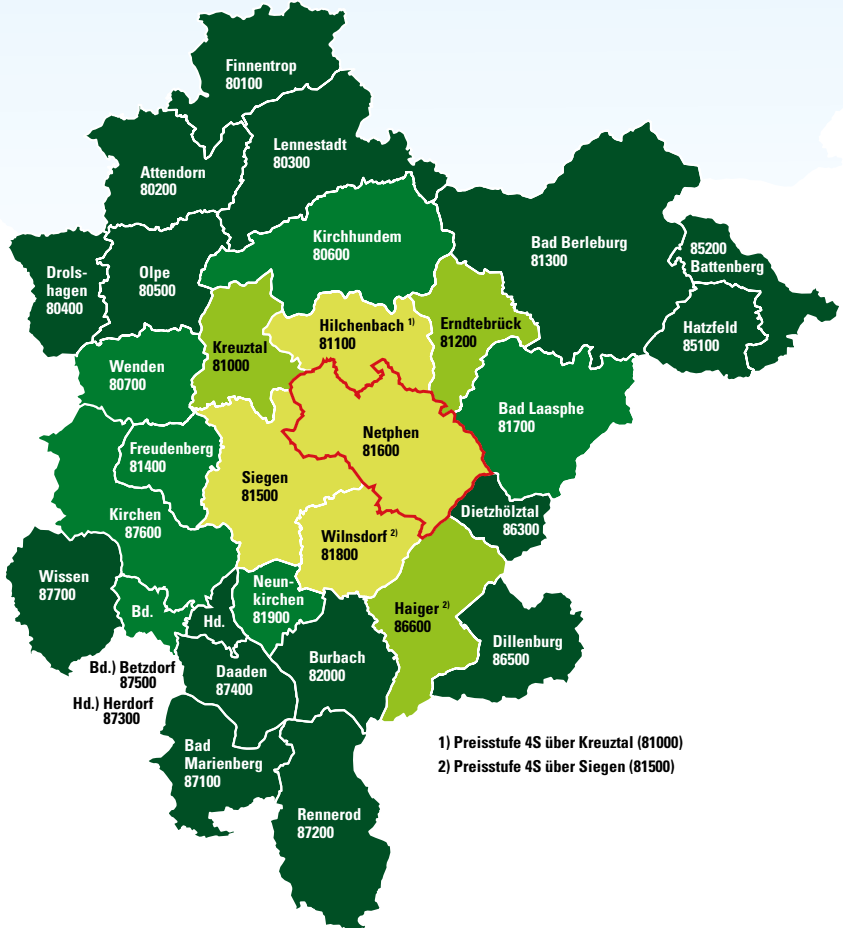 Finnentrop
80100
Lennestadt
80300
Attendorn
80200
Kirchhundem
80600
Bad Berleburg
81300
85200
Battenberg
Drols-
hagen
80400
Olpe
80500
Hatzfeld
85100
Hilchenbach 1)
81100
Erndtebrück
81200
Kreuztal
81000
Wenden
80700
Bad Laasphe
81700
Netphen
81600
Freudenberg
81400
Siegen
81500
Dietzhölztal
86300
Kirchen
87600
Wilnsdorf 2)
81800
Wissen
87700
Neun-
kirchen
81900
Haiger 2)
86600
Bd.
Hd.
Dillenburg
86500
Burbach
82000
Bd.) Betzdorf
87500
Daaden
87400
Hd.) Herdorf
87300
Bad
Marienberg
87100
1) Preisstufe 4S über Kreuztal (81000)
2) Preisstufe 4S über Siegen (81500)
Rennerod
87200